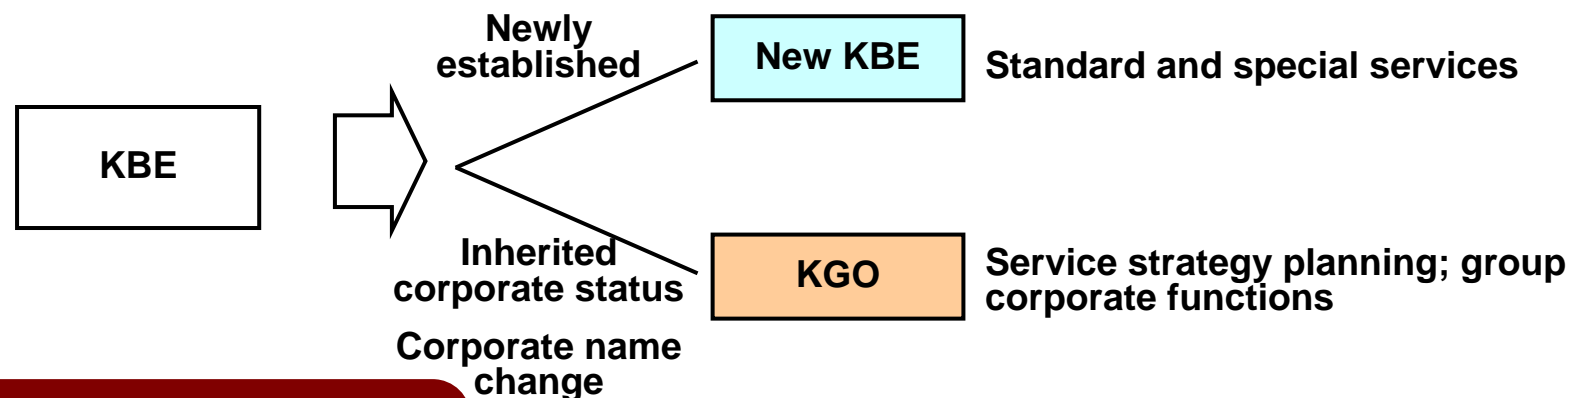 Newly
established
New KBE
Standard and special services
KBE
Inherited
corporate status
KGO
Service strategy planning; group
corporate functions
Corporate name
change